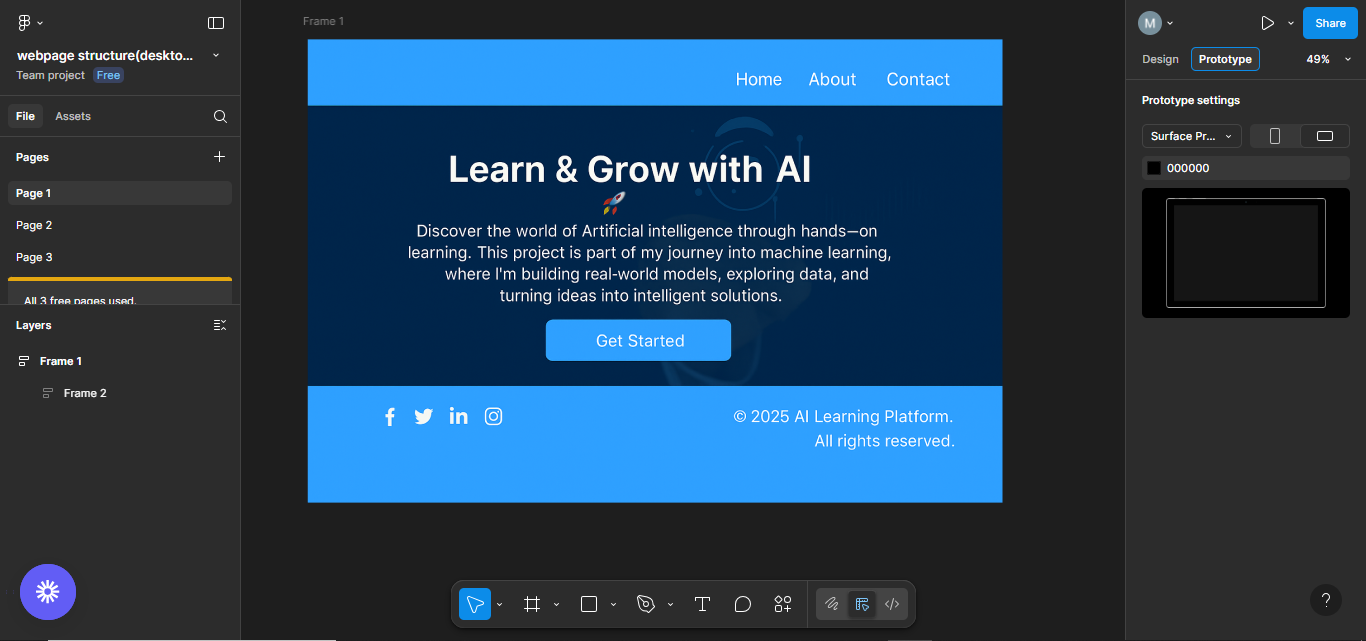 Frame 1
M
Share
webpage structure(deskto...
Team project Free
Design Prototype 49%
File Assets
Home About Contact
Prototype settings
Pages
Surface Pr...
000000
Page 1
Page 2
Page 3
All 3 free pages used.
Learn & Grow with AI
Discover the world of Artificial intelligence through hands—on
learning. This project is part of my journey into machine learning,
where I'm building real-world models, exploring data, and
turning ideas into intelligent solutions.
Get Started
Layers
Frame 1
Frame 2
© 2025 AI Learning Platform.
All rights reserved.
?